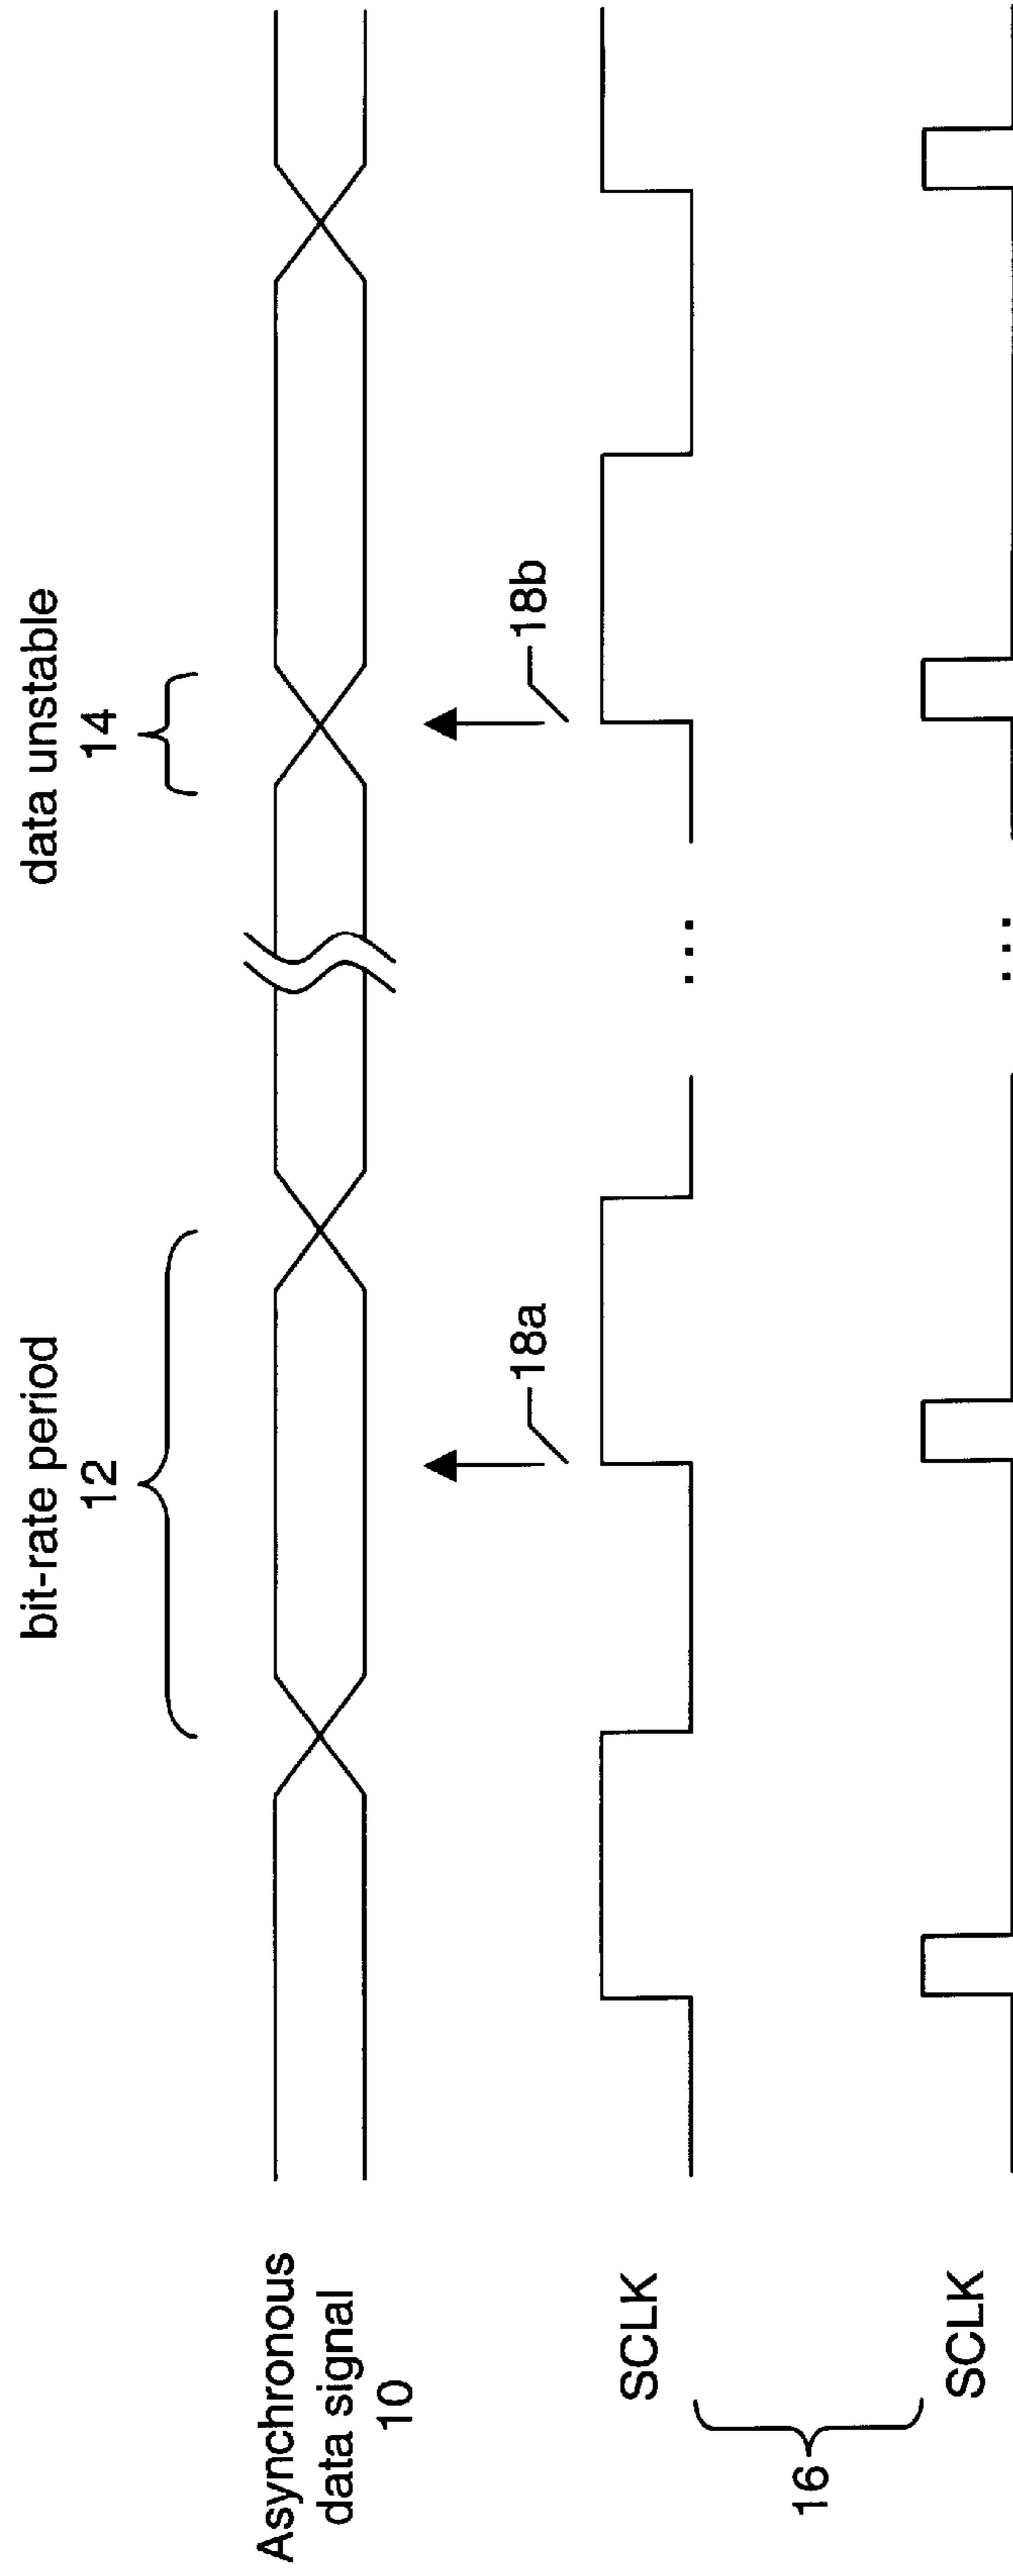 bit-rate period
12
data unstable
14
Asynchronous
data signal
10
18a
18b
SCLK
...
16
SCLK
...